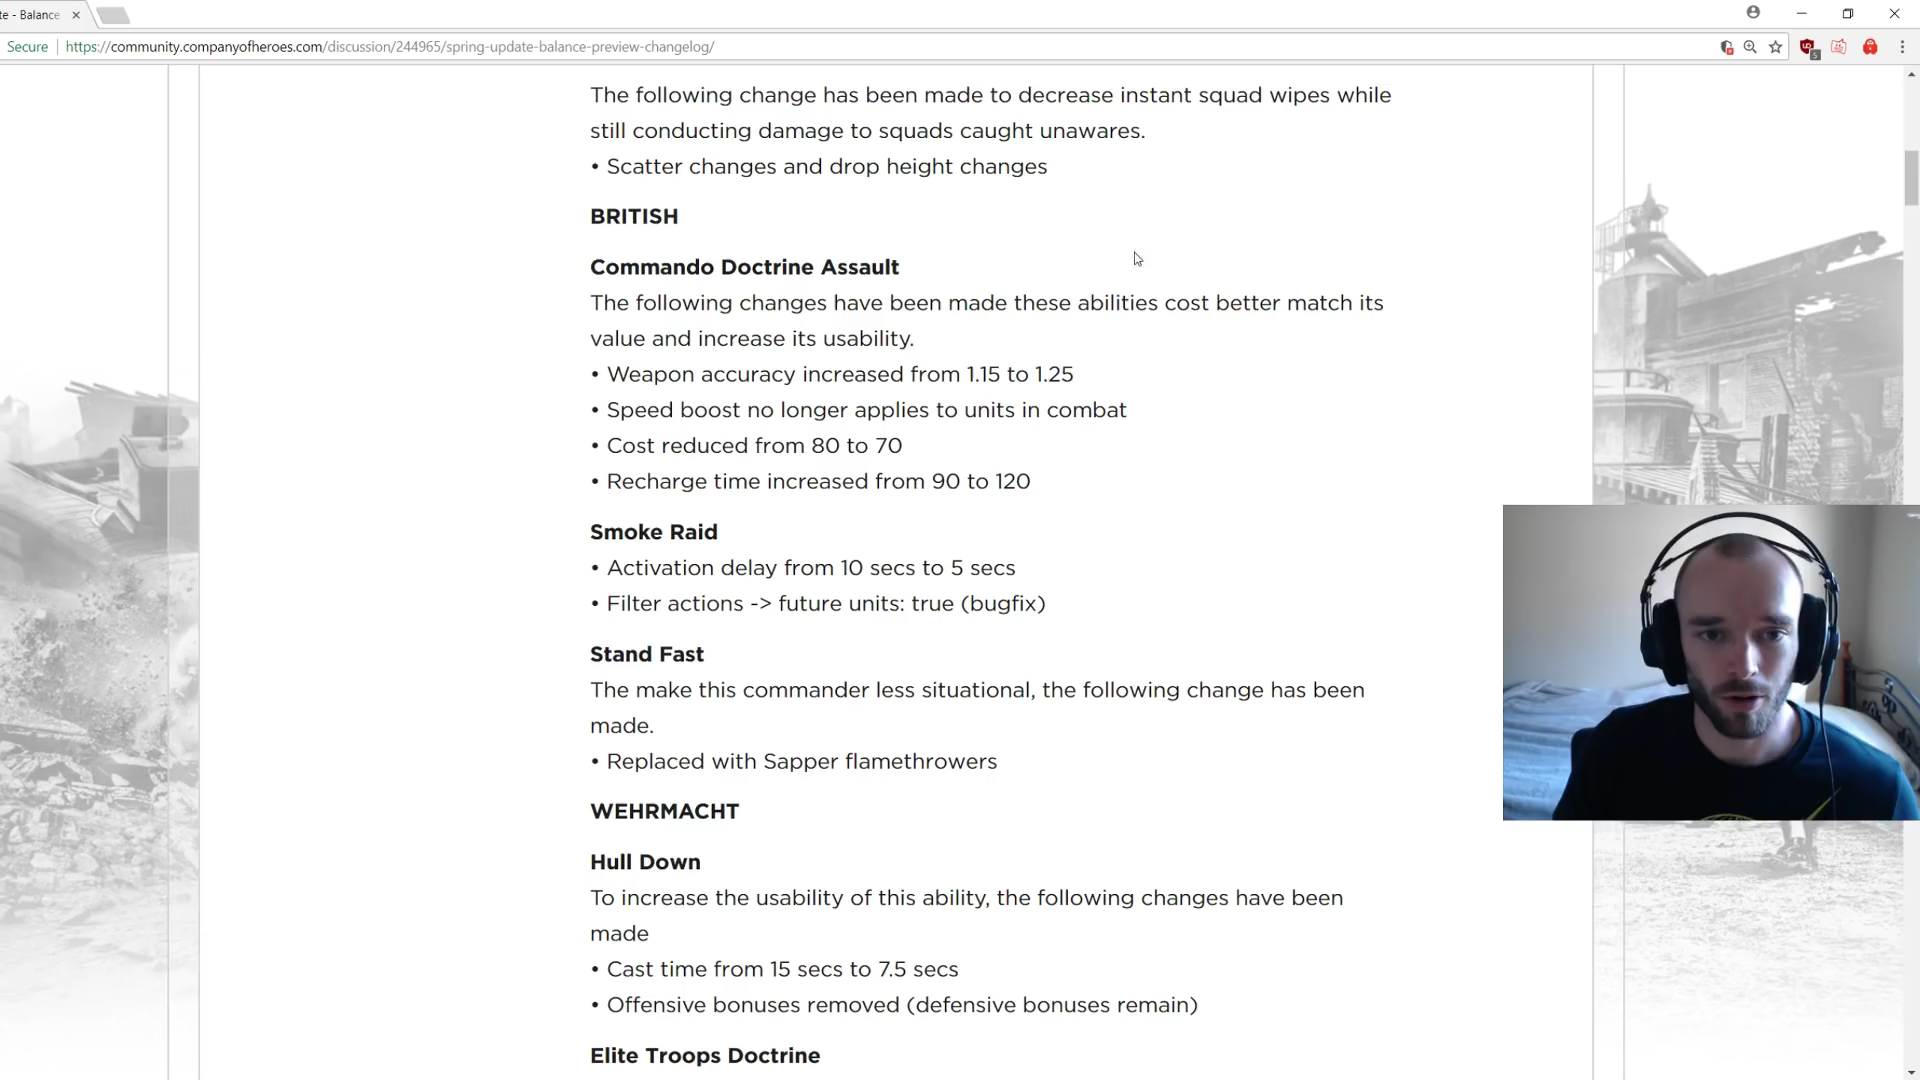 te - Balance
Secure
https://community.companyofheroes.com/discussion/244965/spring-update-balance-preview-changelog/
The following change has been made to decrease instant squad wipes while
still conducting damage to squads caught unawares.
• Scatter changes and drop height changes
BRITISH
Commando Doctrine Assault
The following changes have been made these abilities cost better match its
value and increase its usability.
• Weapon accuracy increased from 1.15 to 1.25
• Speed boost no longer applies to units in combat
• Cost reduced from 80 to 70
• Recharge time increased from 90 to 120
Smoke Raid
• Activation delay from 10 secs to 5 secs
• Filter actions -> future units: true (bugfix)
Stand Fast
The make this commander less situational, the following change has been
made.
• Replaced with Sapper flamethrowers
WEHRMACHT
Hull Down
To increase the usability of this ability, the following changes have been
made
• Cast time from 15 secs to 7.5 secs
• Offensive bonuses removed (defensive bonuses remain)
Elite Troops Doctrine